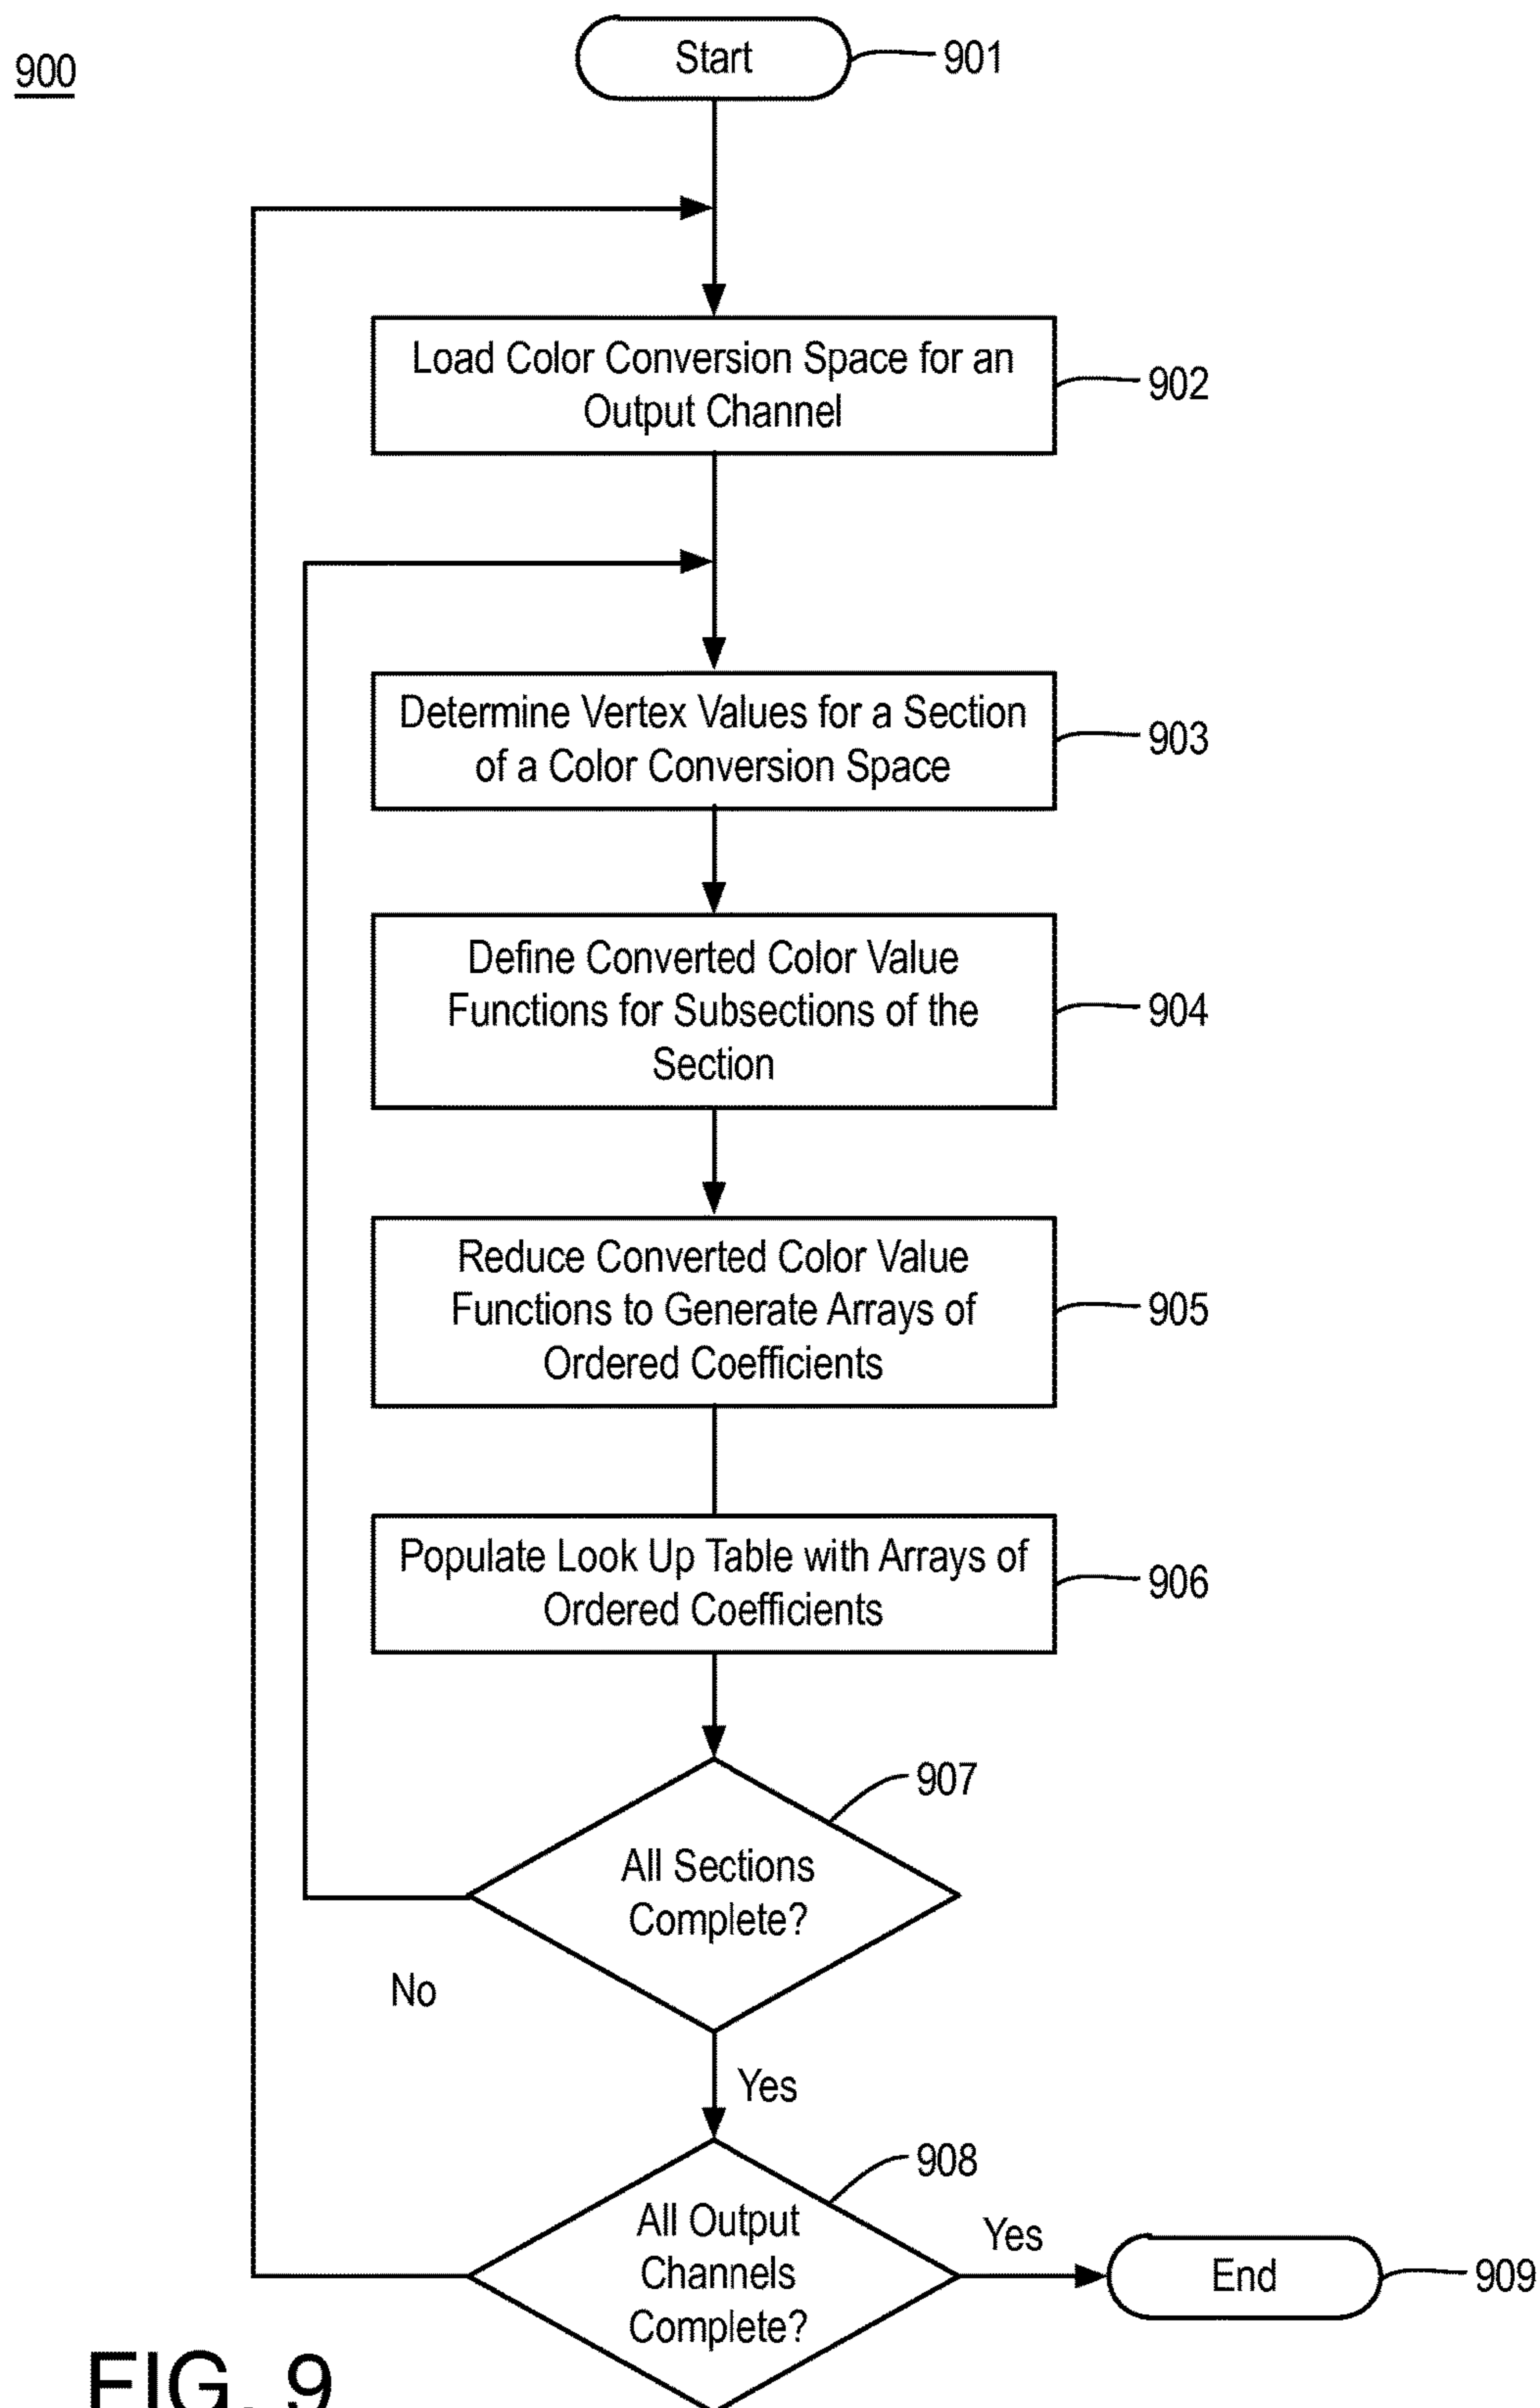 900
Start
901
Load Color Conversion Space for an
Output Channel
902
Determine Vertex Values for a Section
of a Color Conversion Space
903
Define Converted Color Value
Functions for Subsections of the
Section
904
Reduce Converted Color Value
Functions to Generate Arrays of
Ordered Coefficients
905
Populate Look Up Table with Arrays of
Ordered Coefficients
906
907
All Sections
Complete?
No
Yes
908
All Output
Channels
Complete?
Yes
End
909
FIG. 9